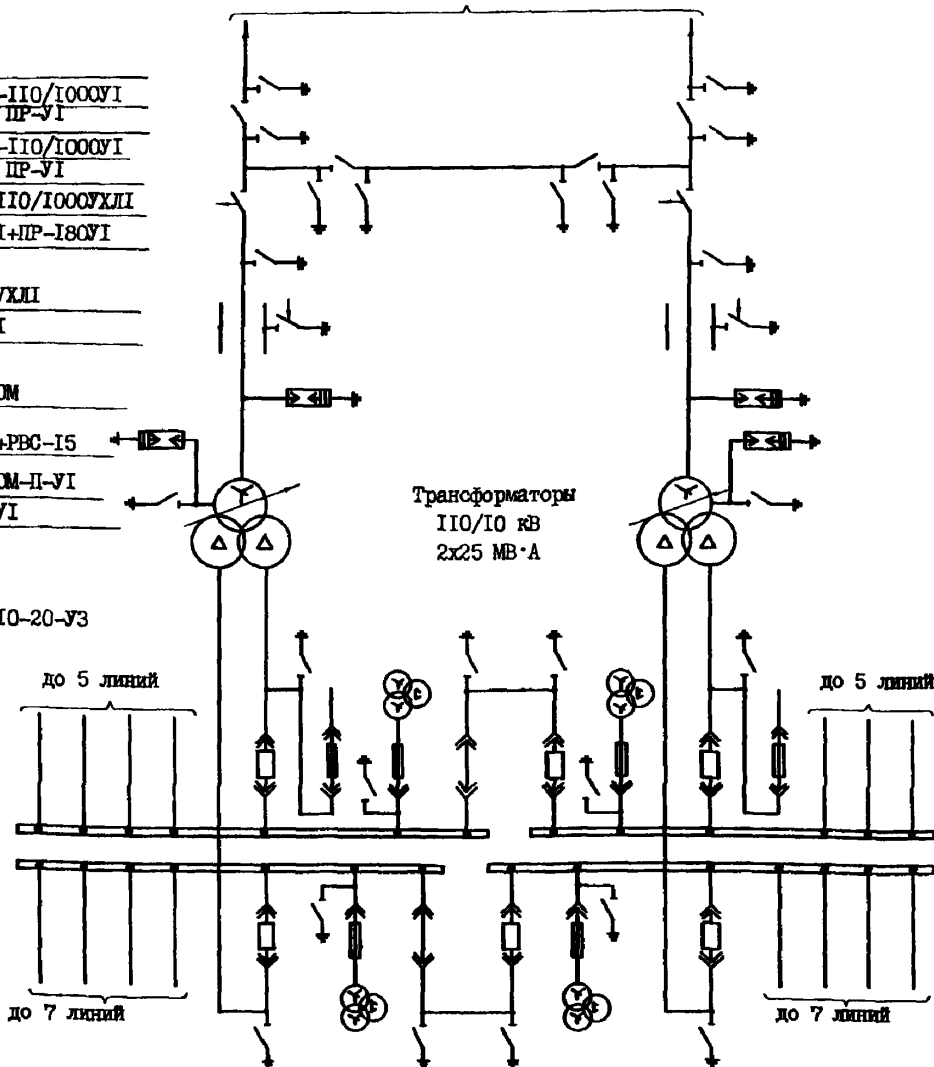 -II0/I000УI
ПР-УI
-II0/I000УI
ПР-УI
II0/I000УХЛI
I+ПР-I80УI
УХЛI
I
ОМ
+РВС-I5
ОМ-П-УI
УI
Трансформаторы
II0/I0 кВ
2х25 МВ·А
I0-20-У3
до 5 линий
до 5 линий
до 7 линий
до 7 линий